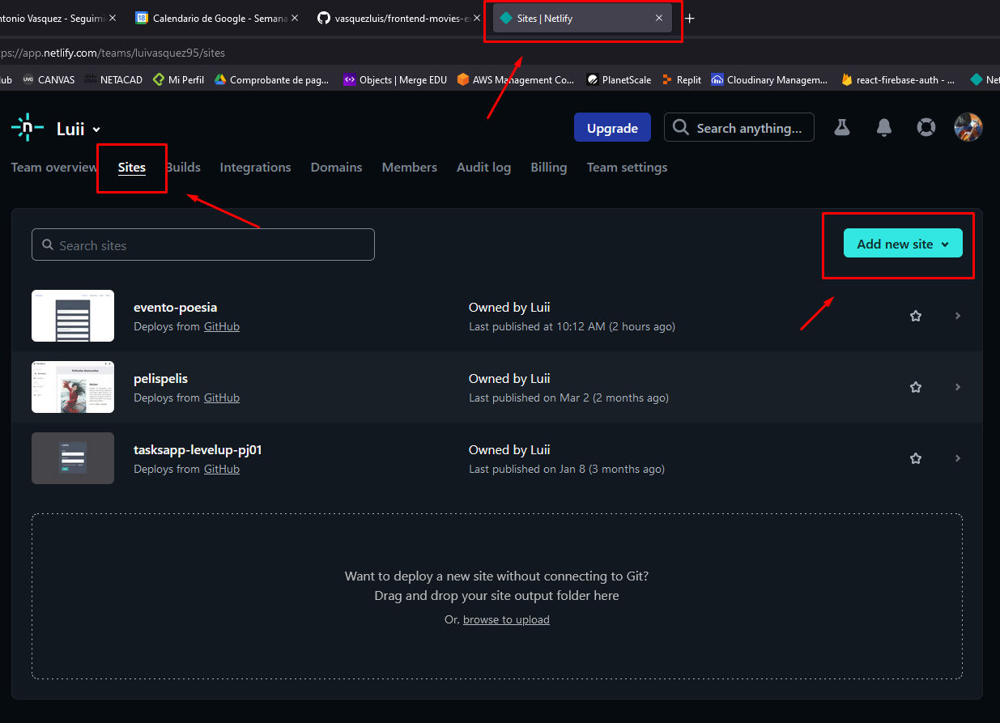 ntonio Vasquez - Seguimi
Calendario de Google - Semana
vasquezluis/frontend-movies-e
Sites | Netlify
ps://app.netlify.com/teams/luivasquez95/sites
ub
UVG CANVAS
NETACAD
Mi Perfil
Comprobante de pag...
Objects | Merge EDU
AWS Management Co...
PlanetScale
Replit
Cloudinary Managem...
react-firebase-auth - ...
Net
Luii
Upgrade
Search anything...
Team overview
Sites
Builds
Integrations
Domains
Members
Audit log
Billing
Team settings
Search sites
Add new site
evento-poesia
Deploys from GitHub
Owned by Luii
Last published at 10:12 AM (2 hours ago)
pelispelis
Deploys from GitHub
Owned by Luii
Last published on Mar 2 (2 months ago)
tasksapp-levelup-pj01
Deploys from GitHub
Owned by Luii
Last published on Jan 8 (3 months ago)
Want to deploy a new site without connecting to Git?
Drag and drop your site output folder here
Or, browse to upload